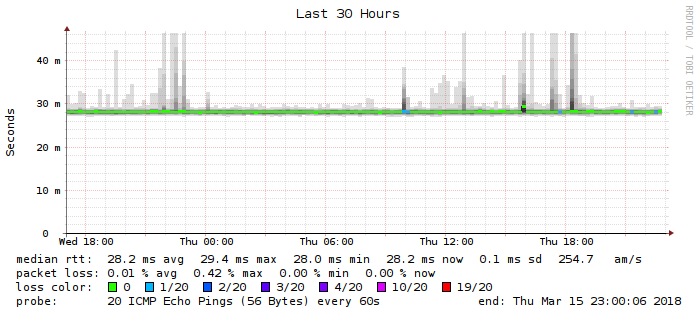 Last 30 Hours
RRDTOOL / TOBI OETIKER
Seconds
40 m
30 m
20 m
10 m
0
Wed 18:00 Thu 00:00 Thu 06:00 Thu 12:00 Thu 18:00
median rtt: 28.2 ms avg 29.4 ms max 28.0 ms min 28.2 ms now 0.1 ms sd 254.7 am/s
packet loss: 0.01 % avg 0.42 % max 0.00 % min 0.00 % now
loss color: 0 1/20 2/20 3/20 4/20 10/20 19/20
probe: 20 ICMP Echo Pings (56 Bytes) every 60s end: Thu Mar 15 23:00:06 2018